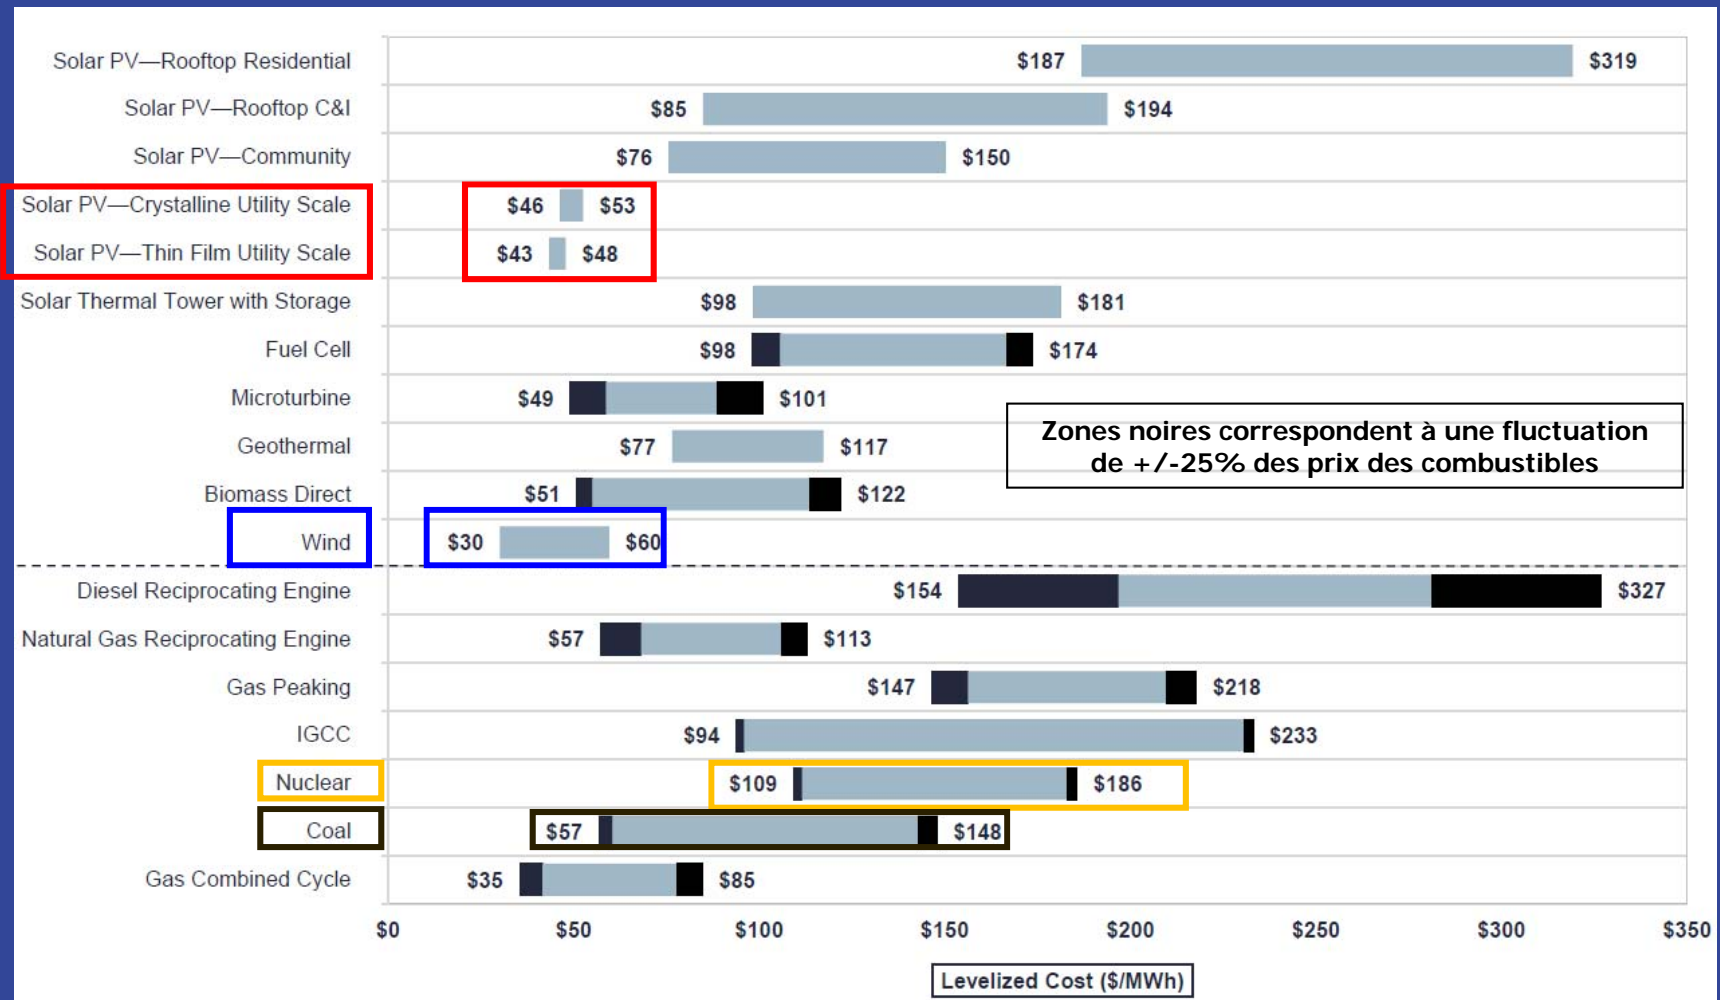 Solar PV—Rooftop Residential $187 $319
Solar PV—Rooftop C&I $85 $194
Solar PV—Community $76 $150
Solar PV—Crystalline Utility Scale $46 $53
Solar PV—Thin Film Utility Scale $43 $48
Solar Thermal Tower with Storage $98 $181
Fuel Cell $98 $174
Microturbine $49 $101
Zones noires correspondent à une fluctuation
de +/-25% des prix des combustibles
Geothermal $77 $117
Biomass Direct $51 $122
Wind $30 $60
Diesel Reciprocating Engine $154 $327
Natural Gas Reciprocating Engine $57 $113
Gas Peaking $147 $218
IGCC $94 $233
Nuclear $109 $186
Coal $57 $148
Gas Combined Cycle $35 $85
$0 $50 $100 $150 $200 $250 $300 $350
Levelized Cost ($/MWh)